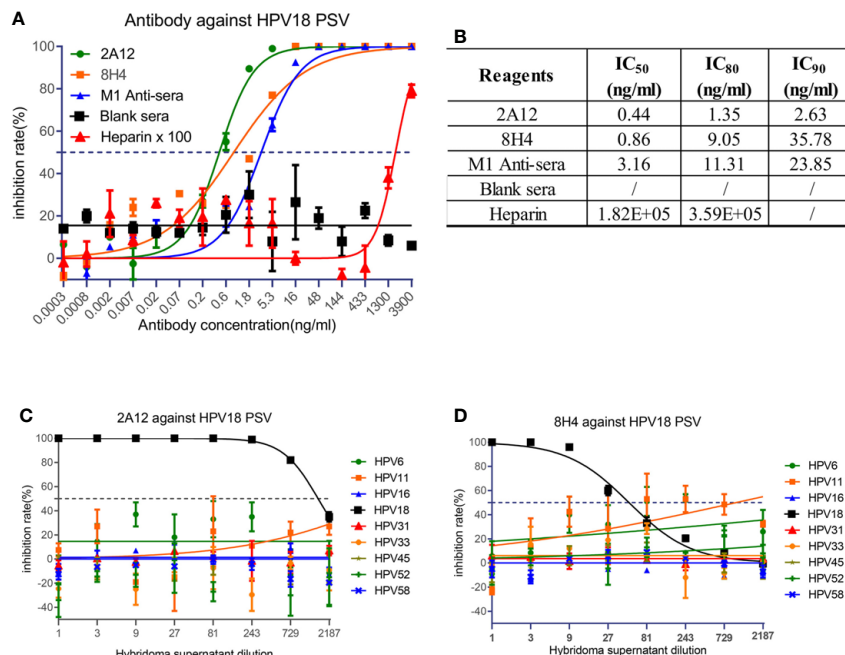 A
Antibody against HPV18 PSV
inhibition rate(%)
100
80
60
40
20
0
2A12
8H4
M1 Anti-sera
Blank sera
Heparin x 100
0.0003
0.0008
0.002
0.007
0.02
0.07
0.2
0.6
1.8
5.3
16
48
144
433
1300
3900
Antibody concentration(ng/ml)
B
Reagents IC50 (ng/ml) IC80 (ng/ml) IC90 (ng/ml)
2A12 0.44 1.35 2.63
8H4 0.86 9.05 35.78
M1 Anti-sera 3.16 11.31 23.85
Blank sera / / /
Heparin 1.82E+05 3.59E+05 /
C
2A12 against HPV18 PSV
inhibition rate(%)
100
80
60
40
20
0
-20
-40
1 3 9 27 81 243 729 2187
Hybridoma supernatant dilution
HPV6
HPV11
HPV16
HPV18
HPV31
HPV33
HPV45
HPV52
HPV58
D
8H4 against HPV18 PSV
inhibition rate(%)
100
80
60
40
20
0
-20
-40
1 3 9 27 81 243 729 2187
Hybridoma supernatant dilution
HPV6
HPV11
HPV16
HPV18
HPV31
HPV33
HPV45
HPV52
HPV58